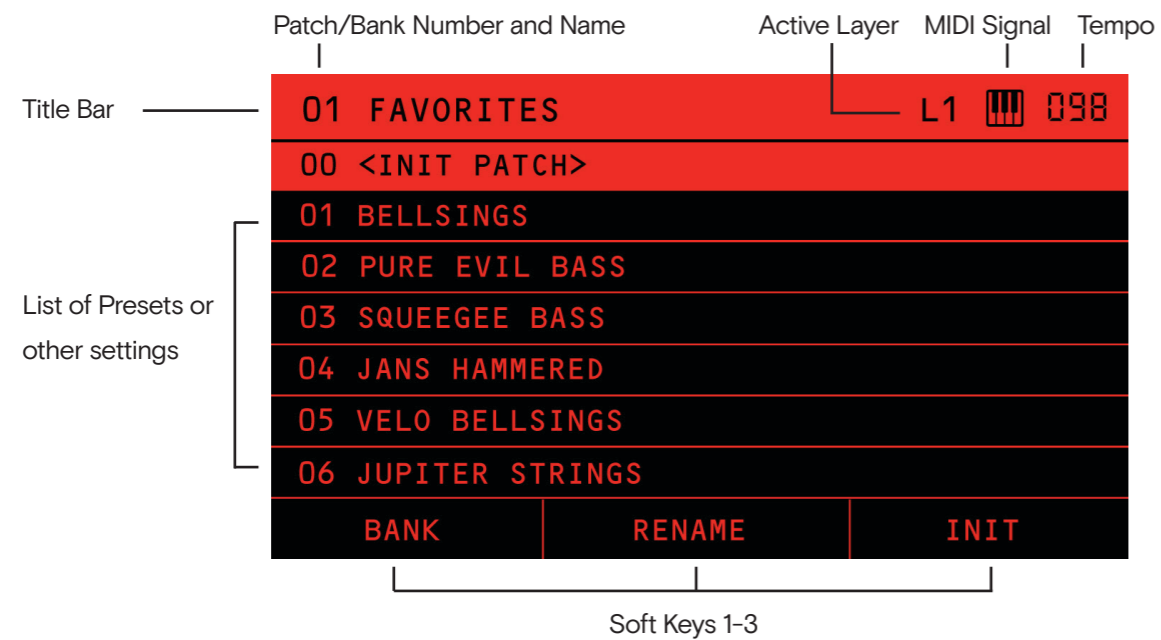 Patch/Bank Number and Name Active Layer MIDI Signal Tempo
Title Bar
01 FAVORITES L1 098
00 <INIT PATCH>
01 BELLSINGS
02 PURE EVIL BASS
List of Presets or
03 SQUEEGEE BASS
other settings
04 JANS HAMMERED
05 VELO BELLSINGS
06 JUPITER STRINGS
BANK RENAME INIT
Soft Keys 1-3